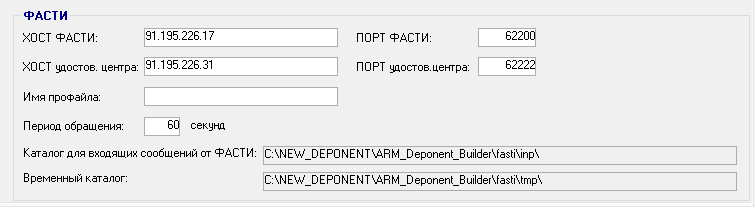 ФАСТИ
ХОСТ ФАСТИ: 91.195.226.17 ПОРТ ФАСТИ: 62200
ХОСТ удостов. центра: 91.195.226.31 ПОРТ удостов.центра: 62222
Имя профайла:
Период обращения: 60 секунд
Каталог для входящих сообщений от ФАСТИ: C:\NEW_DEPONENT\ARM_Deponent_Builder\fasti\inp\
Временный каталог: C:\NEW_DEPONENT\ARM_Deponent_Builder\fasti\tmp\